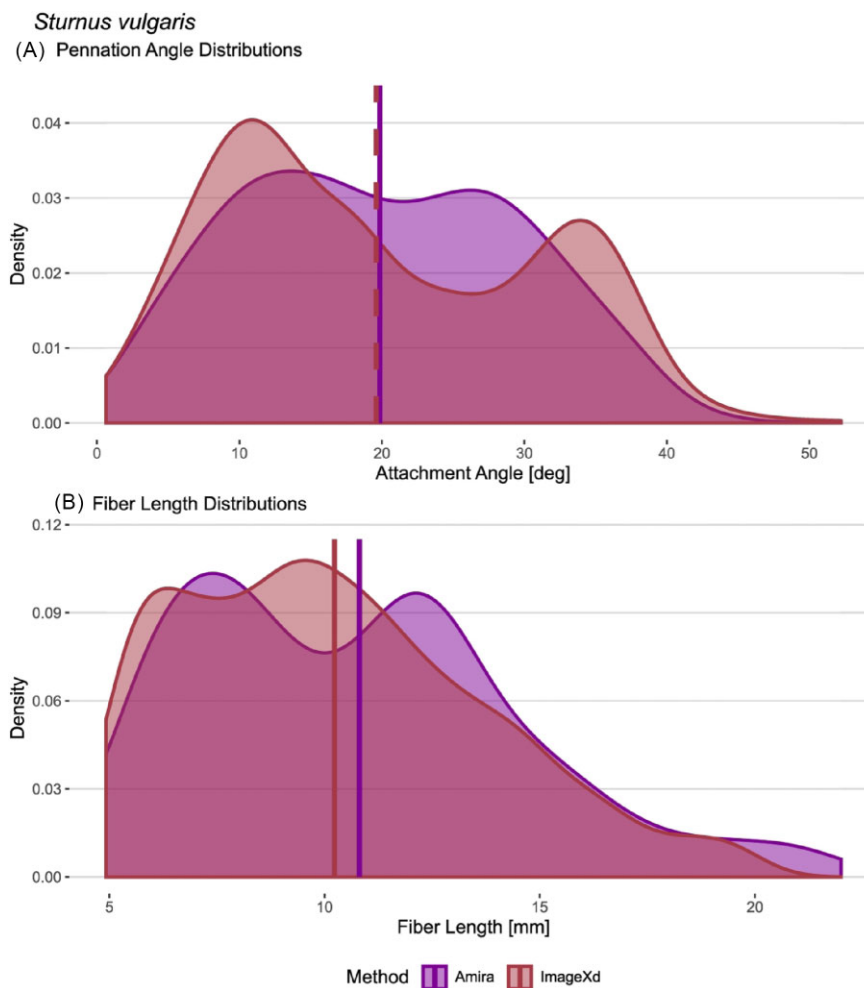 Sturnus vulgaris
(A) Pennation Angle Distributions
Density
0.04
0.03
0.02
0.01
0.00
0 10 20 30 40 50
Attachment Angle [deg]
(B) Fiber Length Distributions
Density
0.12
0.09
0.06
0.03
0.00
5 10 15 20
Fiber Length [mm]
Method Amira ImageXd